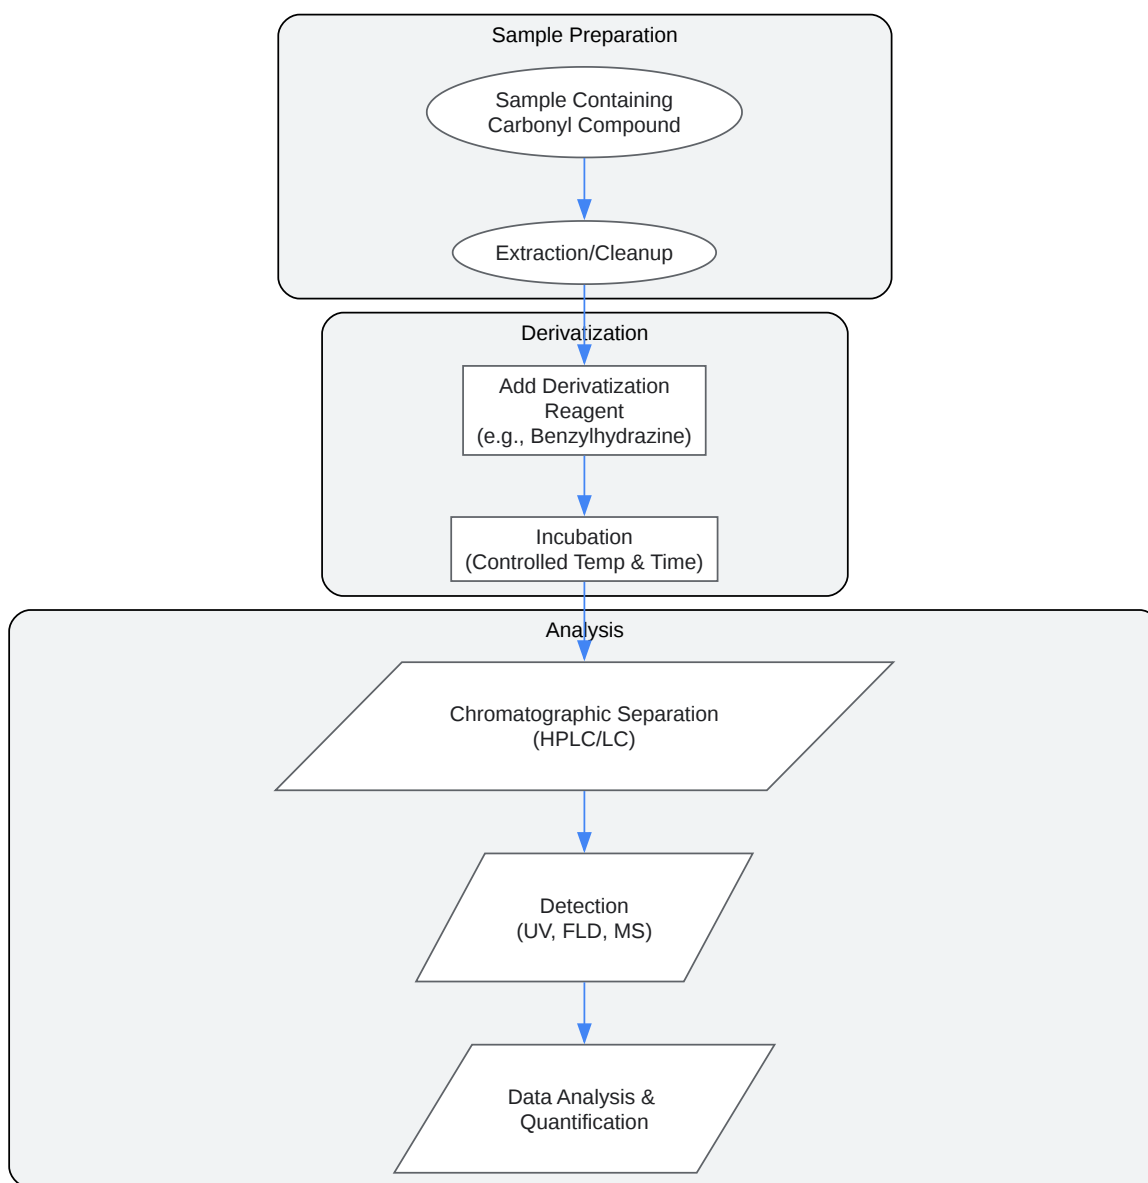 Sample Preparation
Sample Containing
Carbonyl Compound
Extraction/Cleanup
Derivatization
Add Derivatization
Reagent
(e.g., Benzylhydrazine)
Incubation
(Controlled Temp & Time)
Analysis
Chromatographic Separation
(HPLC/LC)
Detection
(UV, FLD, MS)
Data Analysis &
Quantification